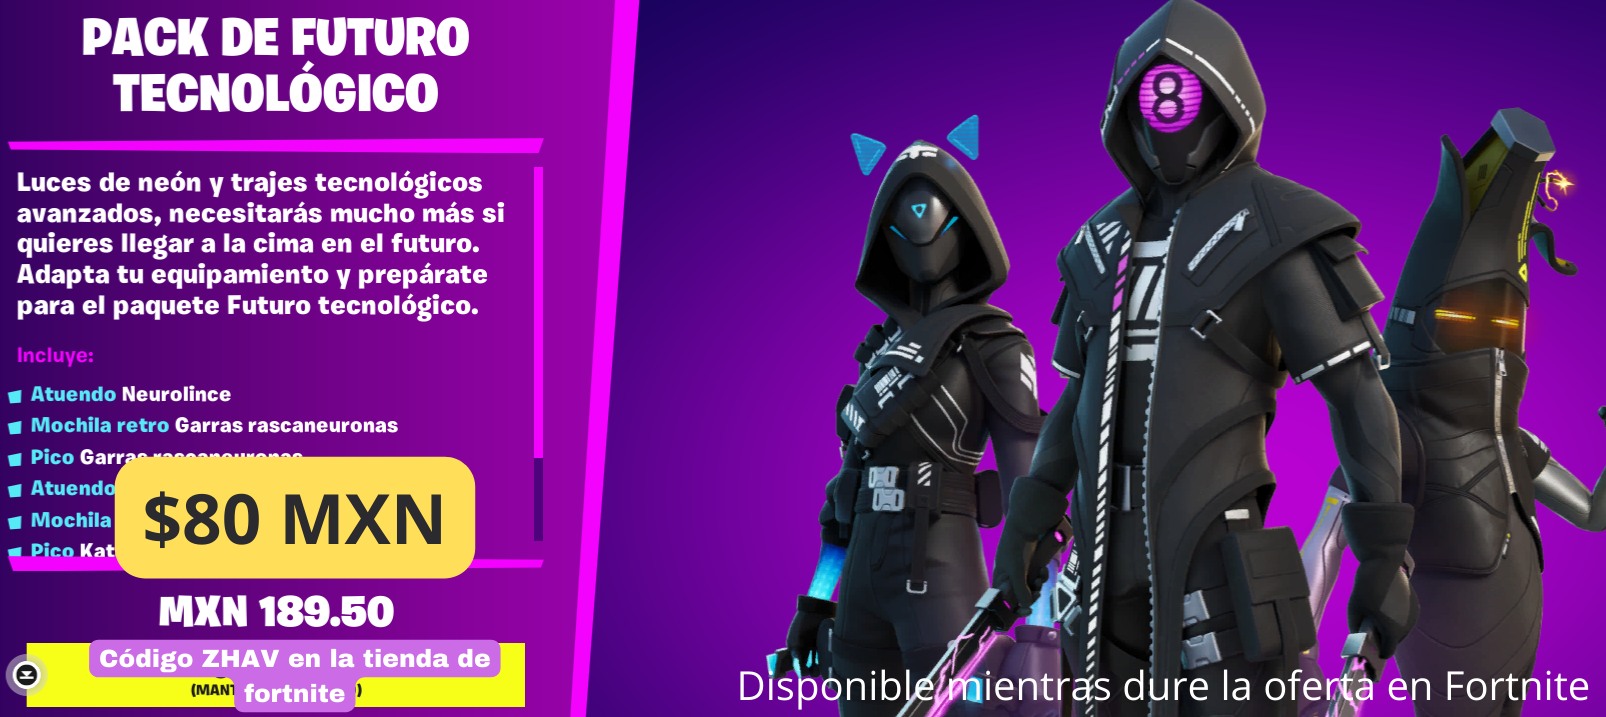 PACK DE FUTURO
TECNOLÓGICO
Luces de neón y trajes tecnológicos
avanzados, necesitarás mucho más si
quieres llegar a la cima en el futuro.
Adapta tu equipamiento y prepárate
para el paquete Futuro tecnológico.
Incluye:
Atuendo Neurolince
Mochila retro Garras rascaneuronas
Pico Garras rascaneuronas
Atuendo
Mochila
Pico
$80 MXN
MXN 189.50
Código ZHAV en la tienda de
fortnite
8
Disponible mientras dure la oferta en Fortnite